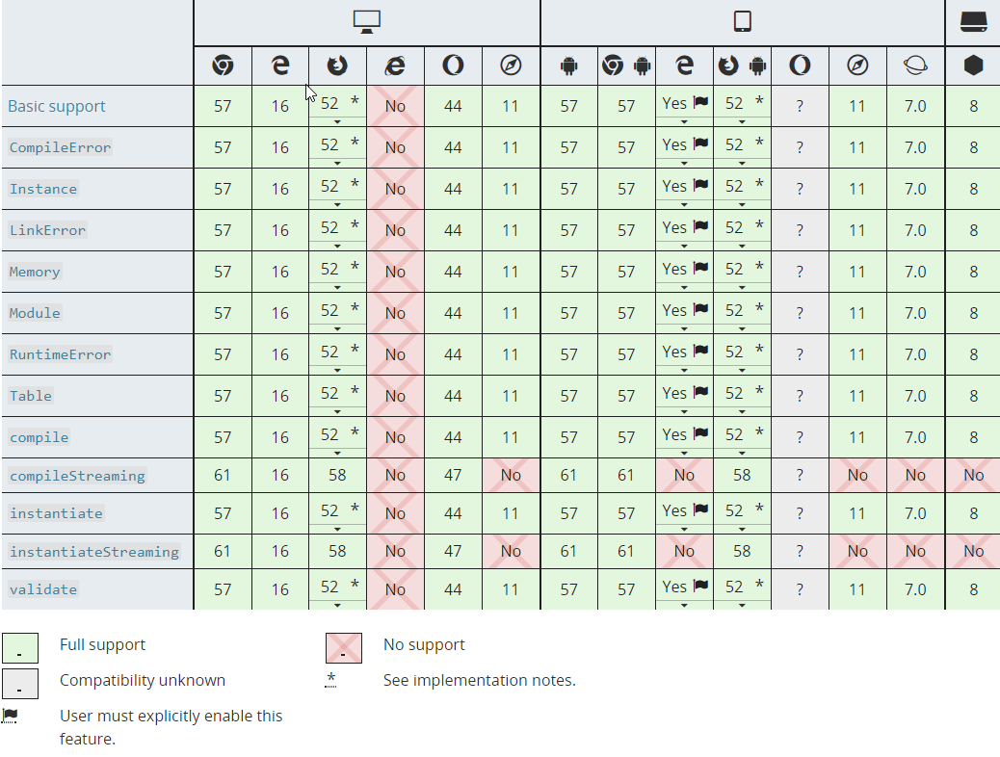 Basic support 57 16 52 * No 44 11 57 57 Yes 52 * ? 11 7.0 8
CompileError 57 16 52 * No 44 11 57 57 Yes 52 * ? 11 7.0 8
Instance 57 16 52 * No 44 11 57 57 Yes 52 * ? 11 7.0 8
LinkError 57 16 52 * No 44 11 57 57 Yes 52 * ? 11 7.0 8
Memory 57 16 52 * No 44 11 57 57 Yes 52 * ? 11 7.0 8
Module 57 16 52 * No 44 11 57 57 Yes 52 * ? 11 7.0 8
RuntimeError 57 16 52 * No 44 11 57 57 Yes 52 * ? 11 7.0 8
Table 57 16 52 * No 44 11 57 57 Yes 52 * ? 11 7.0 8
compile 57 16 52 * No 44 11 57 57 Yes 52 * ? 11 7.0 8
compileStreaming 61 16 58 No 47 No 61 61 No 58 ? No No No
instantiate 57 16 52 * No 44 11 57 57 Yes 52 * ? 11 7.0 8
instantiateStreaming 61 16 58 No 47 No 61 61 No 58 ? No No No
validate 57 16 52 * No 44 11 57 57 Yes 52 * ? 11 7.0 8
Full support
No support
Compatibility unknown
* See implementation notes.
User must explicitly enable this
feature.